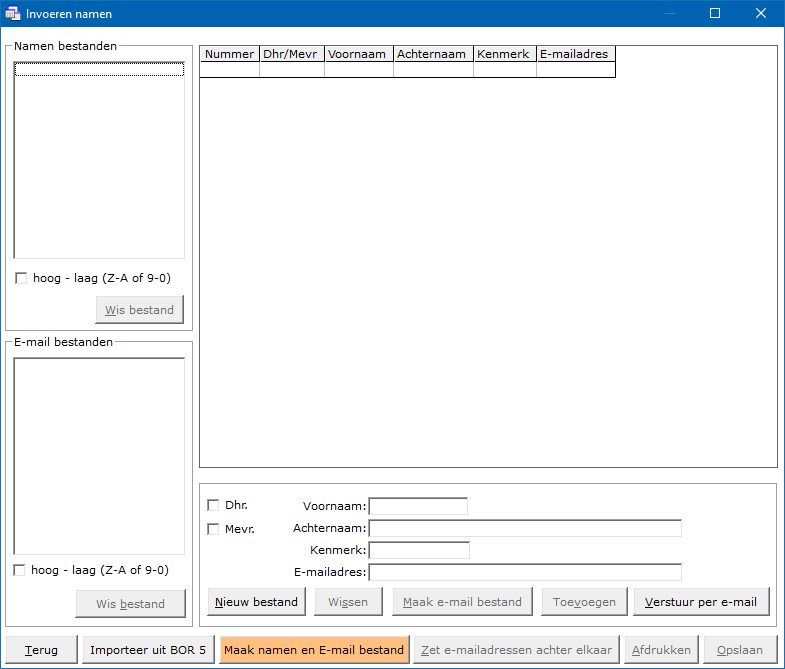 Invoeren namen
Namen bestanden
hoog - laag (Z-A of 9-0)
Wis bestand
E-mail bestanden
hoog - laag (Z-A of 9-0)
Wis bestand
Nummer Dhr/Mevr Voornaam Achternaam Kenmerk E-mailadres
Dhr. Voornaam:
Mevr. Achternaam:
Kenmerk:
E-mailadres:
Nieuw bestand Wissen Maak e-mail bestand Toevoegen Verstuur per e-mail
Terug Importeer uit BOR 5 Maak namen en E-mail bestand Zet e-mailadressen achter elkaar Afdrukken Opslaan